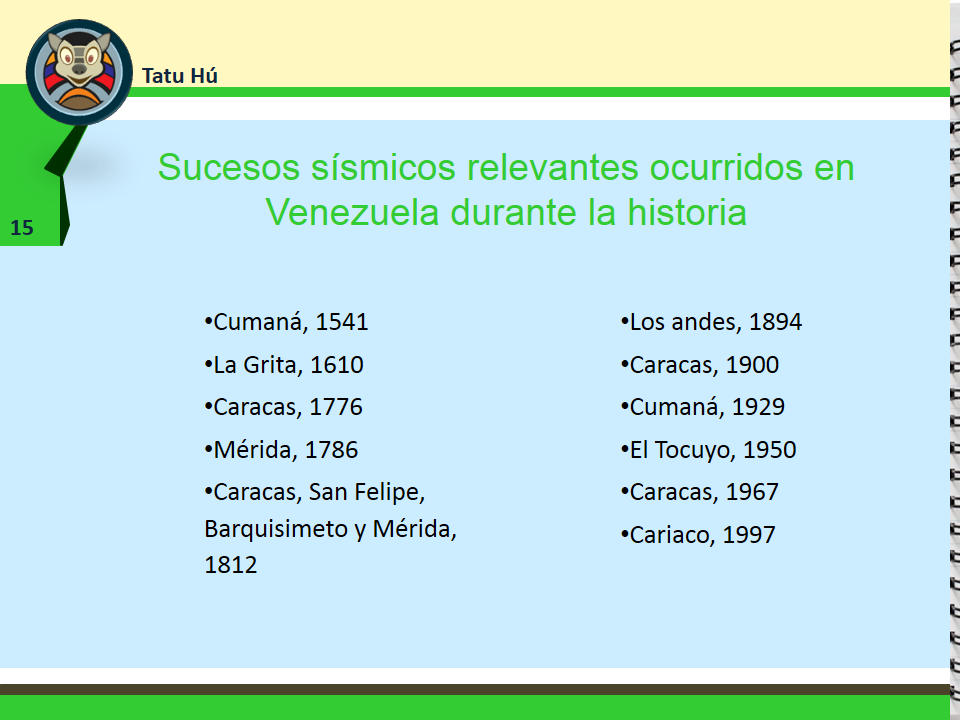 Tatu Hú
Sucesos sísmicos relevantes ocurridos en
Venezuela durante la historia
15
•Cumaná, 1541
•La Grita, 1610
•Caracas, 1776
•Mérida, 1786
•Caracas, San Felipe,
Barquisimeto y Mérida,
1812
•Los andes, 1894
•Caracas, 1900
•Cumaná, 1929
•El Tocuyo, 1950
•Caracas, 1967
•Cariaco, 1997